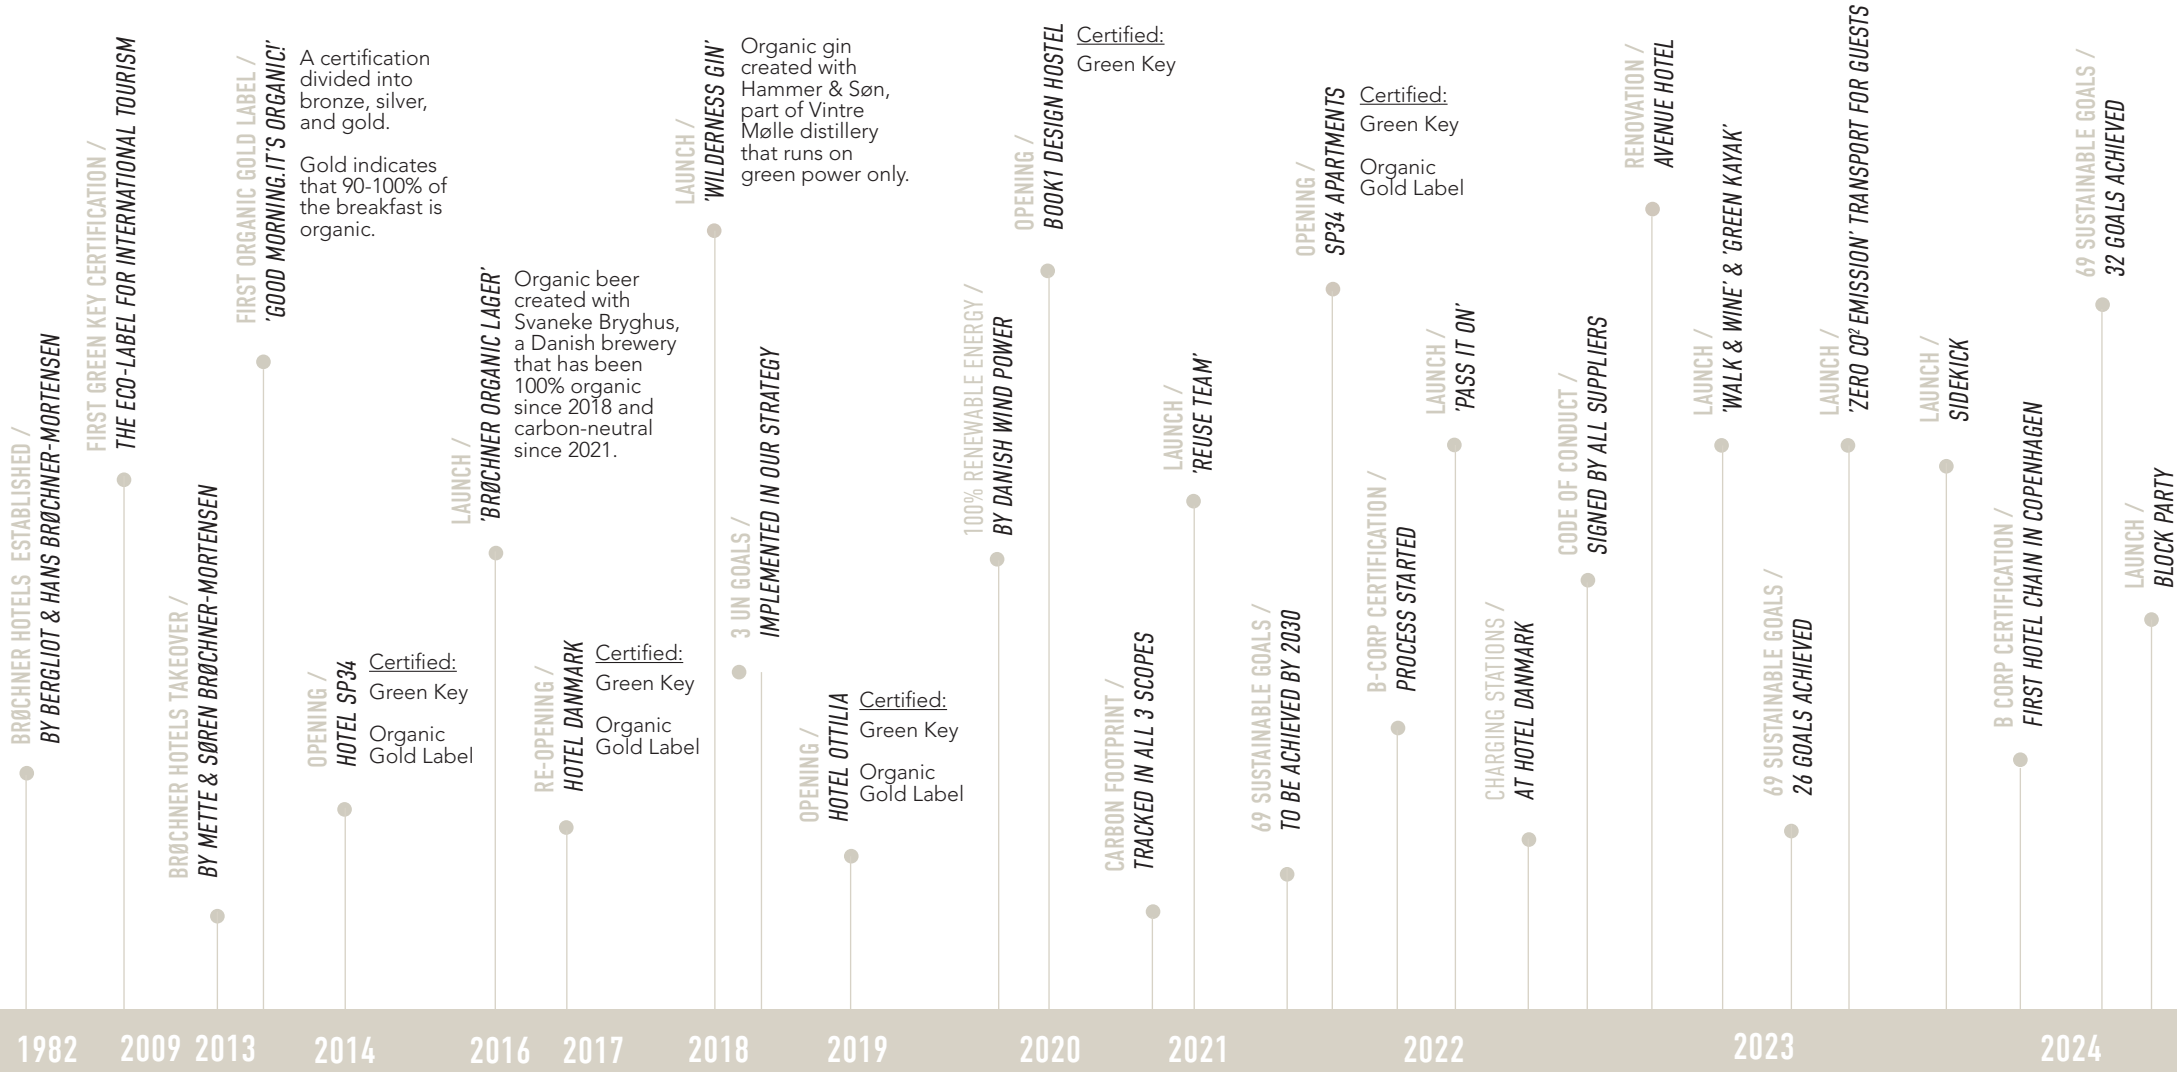 BRØCHNER HOTELS ESTABLISHED /
BY BERGLIOT & HANS BRØCHNER-MORTENSEN
FIRST GREEN KEY CERTIFICATION /
THE ECO-LABEL FOR INTERNATIONAL TOURISM
BRØCHNER HOTELS TAKEOVER /
BY METTE & SØREN BRØCHNER-MORTENSEN
FIRST ORGANIC GOLD LABEL /
'GOOD MORNING.IT'S ORGANIC!'
A certification
divided into
bronze, silver,
and gold.
Gold indicates
that 90-100% of
the breakfast is
organic.
OPENING /
HOTEL SP34
Certified:
Green Key
Organic
Gold Label
LAUNCH /
'BRØCHNER ORGANIC LAGER'
Organic beer
created with
Svaneke Bryghus,
a Danish brewery
that has been
100% organic
since 2018 and
carbon-neutral
since 2021.
RE-OPENING /
HOTEL DANMARK
Certified:
Green Key
Organic
Gold Label
LAUNCH /
'WILDERNESS GIN'
Organic gin
created with
Hammer & Søn,
part of Vintre
Mølle distillery
that runs on
green power only.
3 UN GOALS /
IMPLEMENTED IN OUR STRATEGY
OPENING /
HOTEL OTTILIA
Certified:
Green Key
Organic
Gold Label
100% RENEWABLE ENERGY /
BY DANISH WIND POWER
OPENING /
BOOK1 DESIGN HOSTEL
Certified:
Green Key
CARBON FOOTPRINT /
TRACKED IN ALL 3 SCOPES
LAUNCH /
'REUSE TEAM'
69 SUSTAINABLE GOALS /
TO BE ACHIEVED BY 2030
OPENING /
SP34 APARTMENTS
Certified:
Green Key
Organic
Gold Label
B-CORP CERTIFICATION /
PROCESS STARTED
LAUNCH /
'PASS IT ON'
CHARGING STATIONS /
AT HOTEL DANMARK
CODE OF CONDUCT /
SIGNED BY ALL SUPPLIERS
RENOVATION /
AVENUE HOTEL
LAUNCH /
'WALK & WINE' & 'GREEN KAYAK'
69 SUSTAINABLE GOALS /
26 GOALS ACHIEVED
LAUNCH /
'ZERO CO² EMISSION' TRANSPORT FOR GUESTS
LAUNCH /
SIDEKICK
B CORP CERTIFICATION /
FIRST HOTEL CHAIN IN COPENHAGEN
69 SUSTAINABLE GOALS /
32 GOALS ACHIEVED
LAUNCH /
BLOCK PARTY
1982 2009 2013 2014 2016 2017 2018 2019 2020 2021 2022 2023 2024